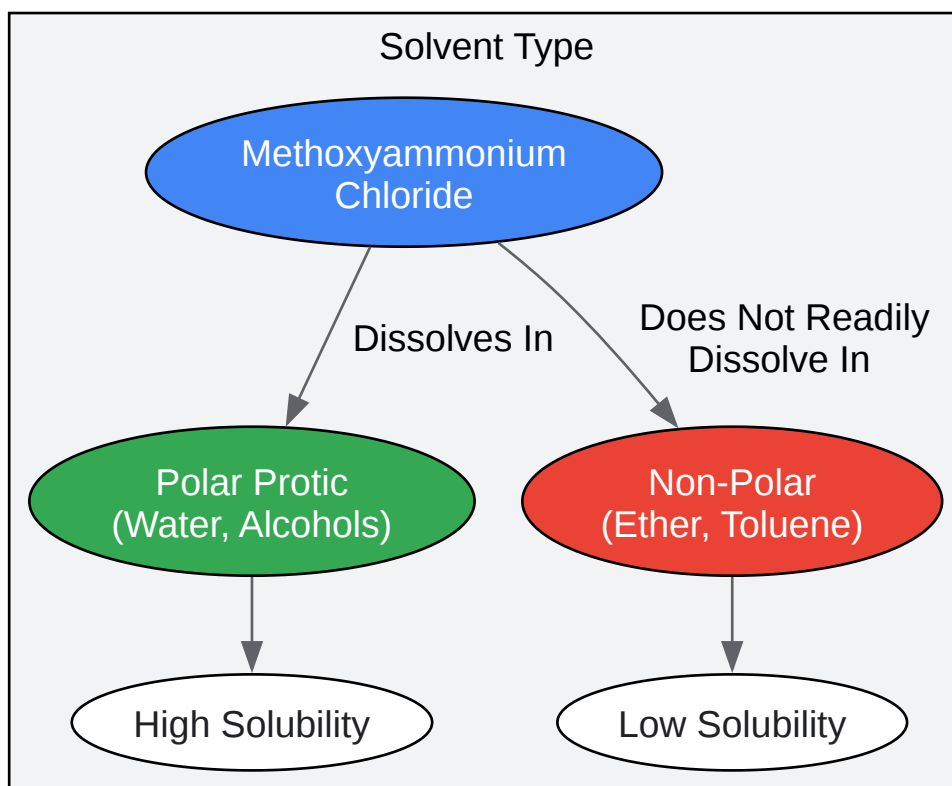 Solvent Type
Methoxyammonium
Chloride
Dissolves In
Does Not Readily
Dissolve In
Polar Protic
(Water, Alcohols)
Non-Polar
(Ether, Toluene)
High Solubility
Low Solubility